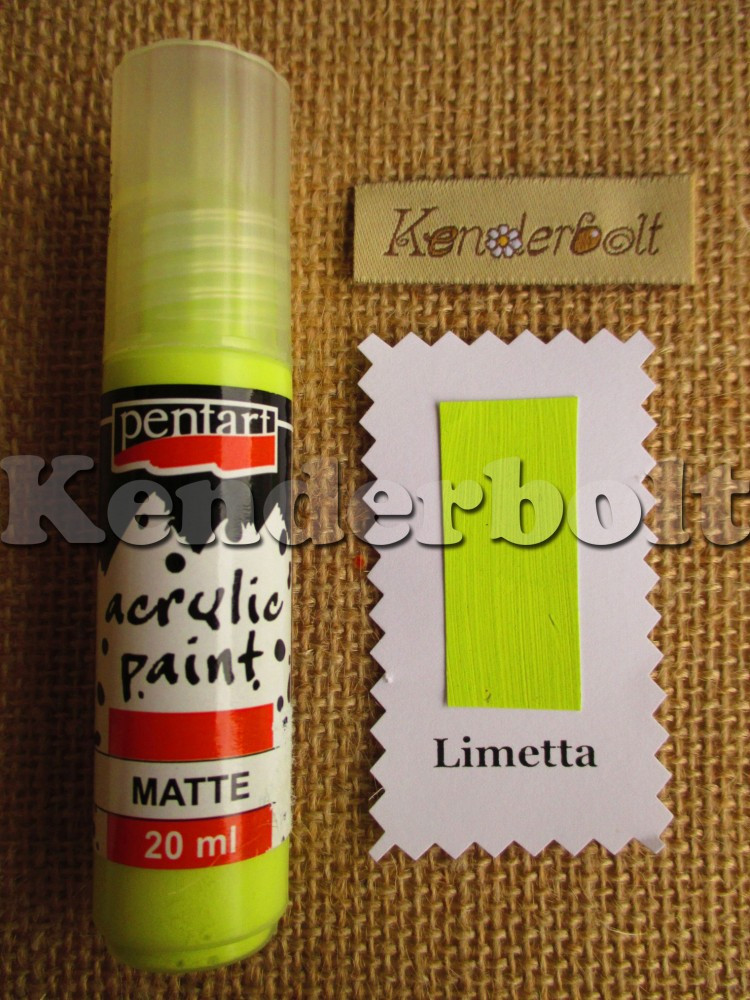 Kenderbolt
pentart
Kenderbolt
acrylic
paint
MATTE
20 ml
Limetta